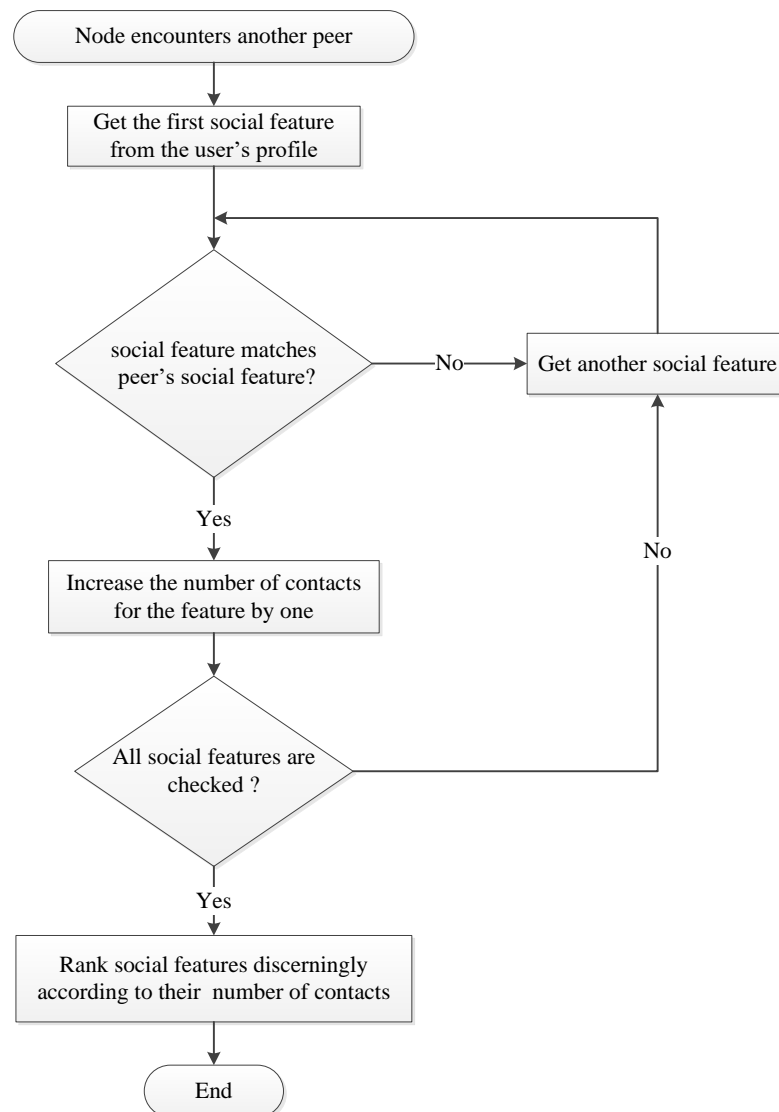 Node encounters another peer
Get the first social feature
from the user's profile
social feature matches
peer's social feature?
No
Get another social feature
Yes
No
Increase the number of contacts
for the feature by one
All social features are
checked ?
Yes
Rank social features discerningly
according to their number of contacts
End